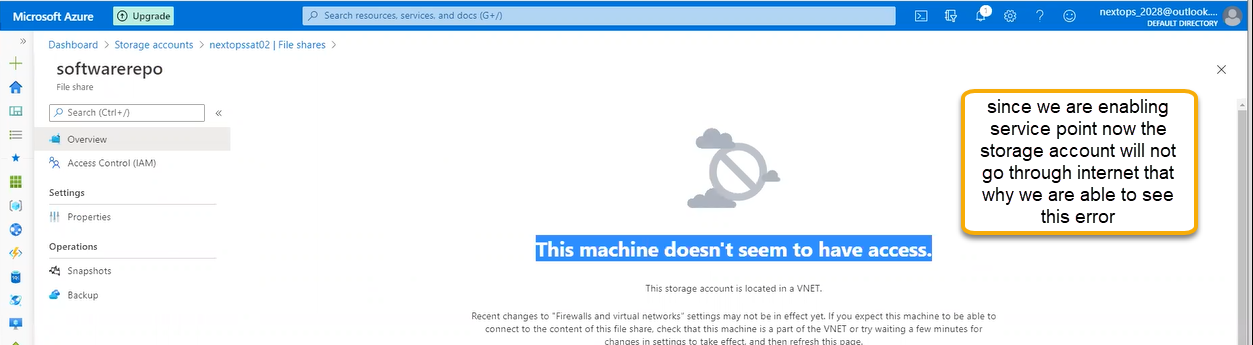 Microsoft Azure
Upgrade
Search resources, services, and docs (G+/)
1
nextops_2028@outlook....
DEFAULT DIRECTORY
Dashboard > Storage accounts > nextopssat02 | File shares >
softwarerepo
File share
Search (Ctrl+/)
Overview
Access Control (IAM)
Settings
Properties
Operations
Snapshots
Backup
This machine doesn't seem to have access.
This storage account is located in a VNET.
Recent changes to "Firewalls and virtual networks" settings may not be in effect yet. If you expect this machine to be able to
connect to the content of this file share, check that this machine is a part of the VNET or try waiting a few minutes for
changes in settings to take effect, and then refresh this page.
since we are enabling
service point now the
storage account will not
go through internet that
why we are able to see
this error